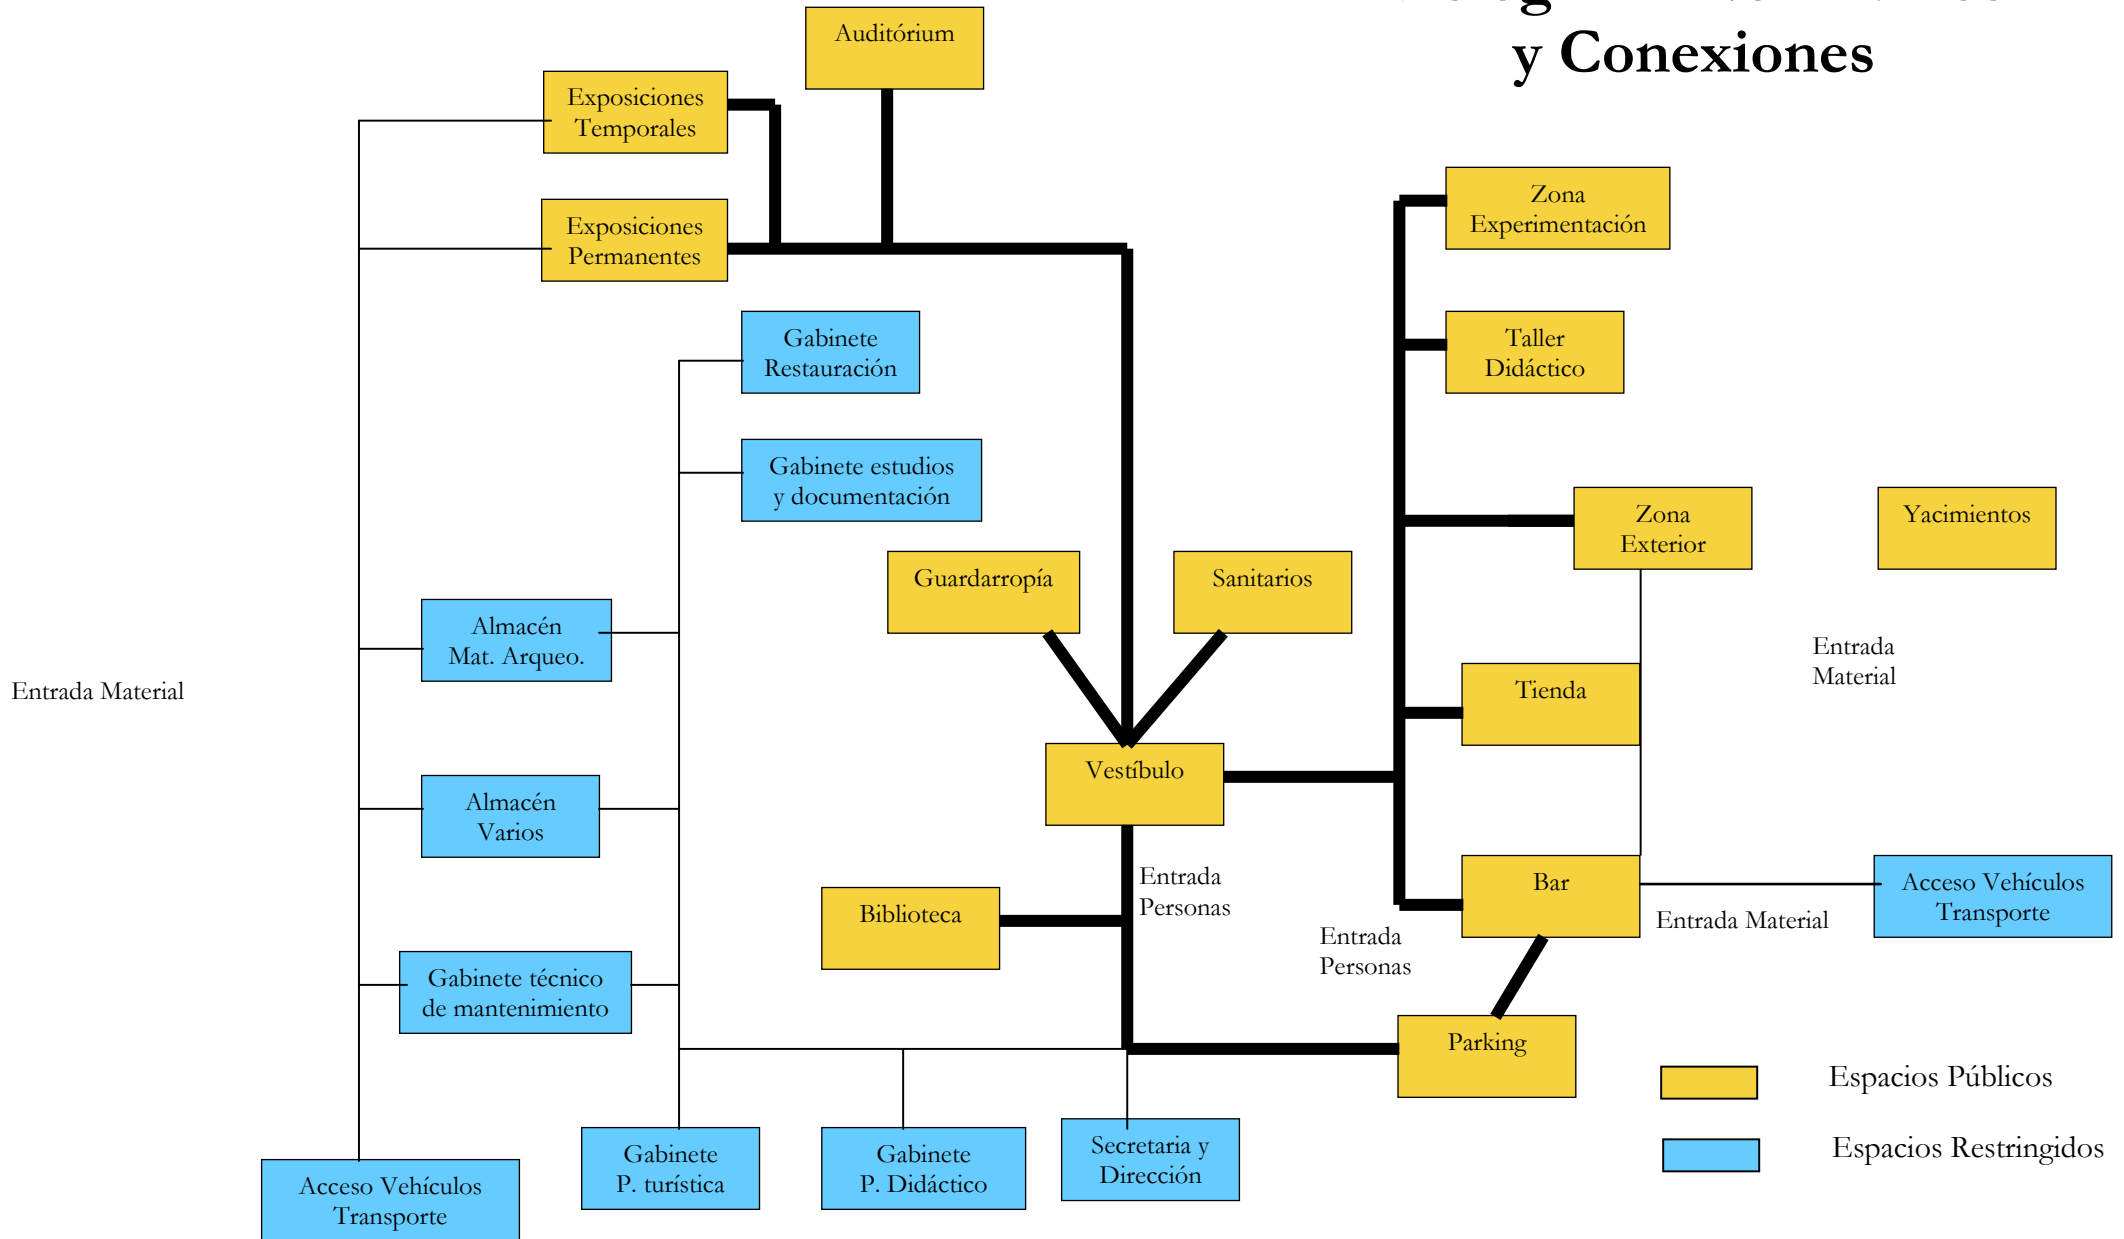 y Conexiones
Auditórium
Exposiciones
Temporales
Zona
Experimentación
Exposiciones
Permanentes
Gabinete
Restauración
Taller
Didáctico
Gabinete estudios
y documentación
Zona
Exterior
Yacimientos
Guardarropía
Sanitarios
Almacén
Mat. Arqueo.
Entrada
Material
Entrada Material
Tienda
Vestíbulo
Almacén
Varios
Entrada
Personas
Bar
Acceso Vehículos
Transporte
Entrada Material
Biblioteca
Entrada
Personas
Gabinete técnico
de mantenimiento
Parking
Espacios Públicos
Espacios Restringidos
Gabinete
P. turística
Gabinete
P. Didáctico
Secretaria y
Dirección
Acceso Vehículos
Transporte